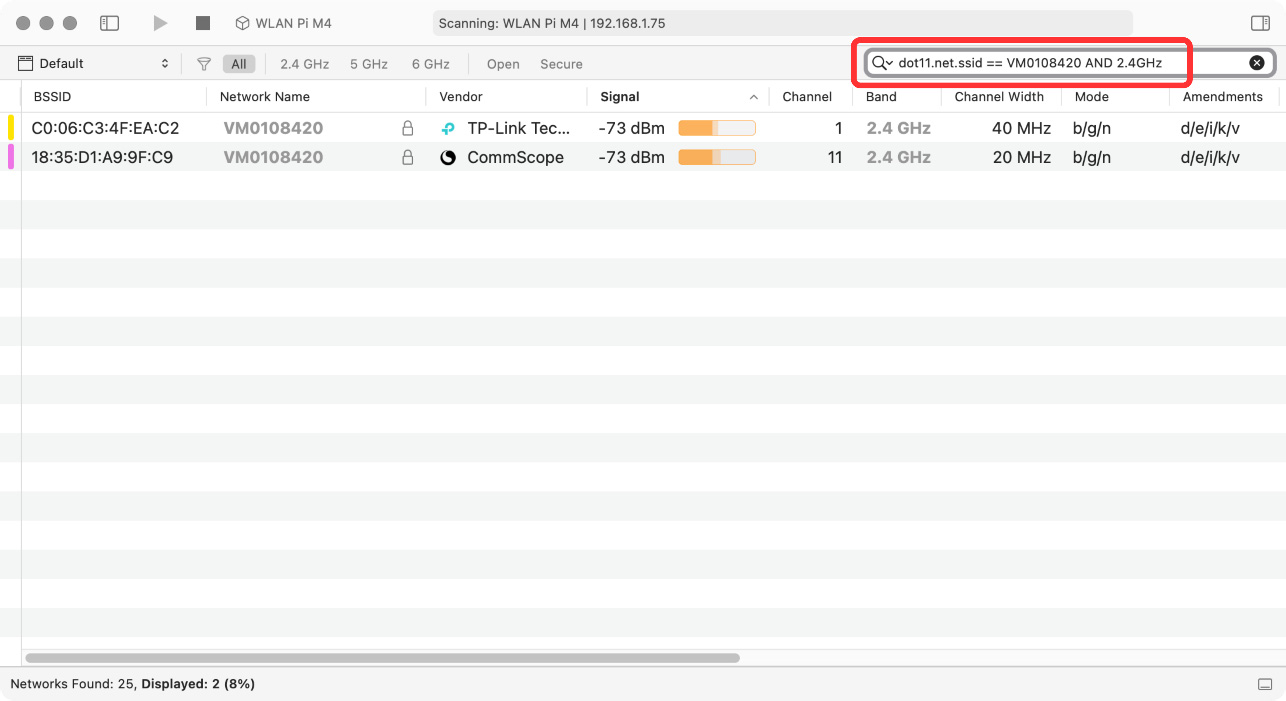 WLAN Pi M4 Scanning: WLAN Pi M4 | 192.168.1.75
Default All 2.4 GHz 5 GHz 6 GHz Open Secure dot11.net.ssid == VM0108420 AND 2.4GHz
BSSID Network Name Vendor Signal Channel Band Channel Width Mode Amendments
C0:06:C3:4F:EA:C2 VM0108420 TP-Link Tec... -73 dBm 1 2.4 GHz 40 MHz b/g/n d/e/i/k/v
18:35:D1:A9:9F:C9 VM0108420 CommScope -73 dBm 11 2.4 GHz 20 MHz b/g/n d/e/i/k/v
Networks Found: 25, Displayed: 2 (8%)